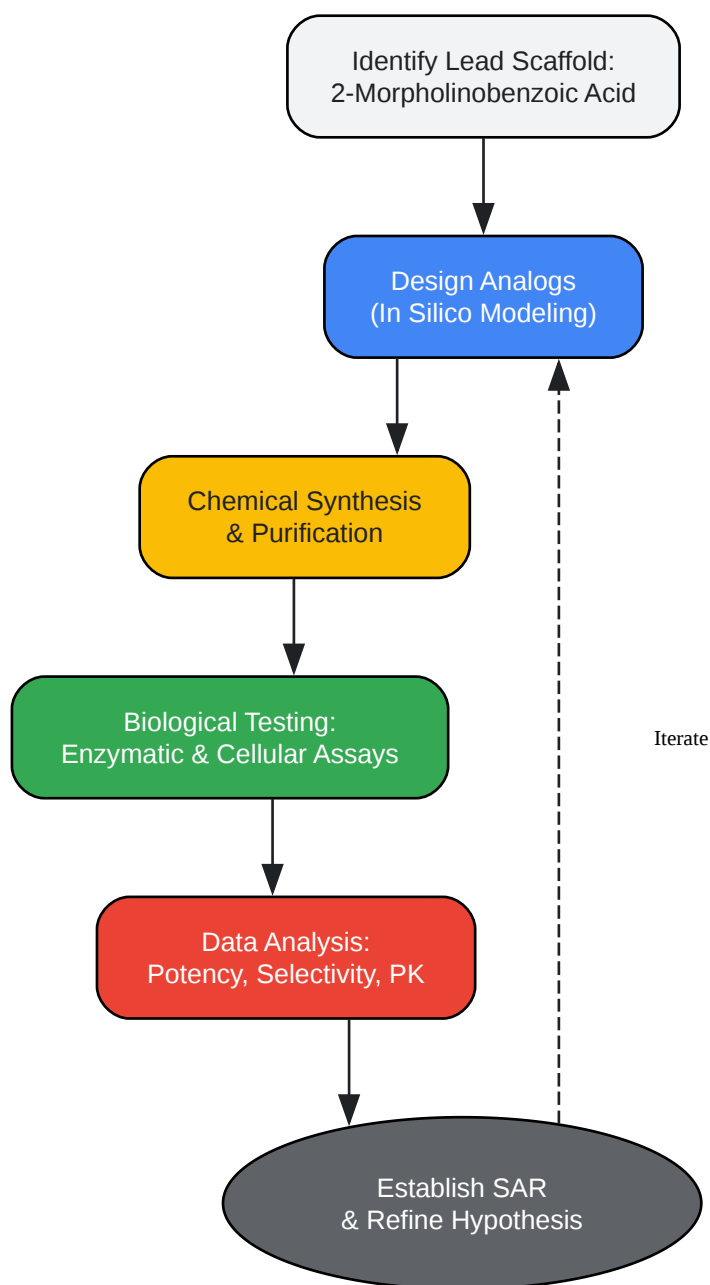 Identify Lead Scaffold:
2-Morpholinobenzoic Acid
Design Analogs
(In Silico Modeling)
Chemical Synthesis
& Purification
Biological Testing:
Enzymatic & Cellular Assays
Iterate
Data Analysis:
Potency, Selectivity, PK
Establish SAR
& Refine Hypothesis